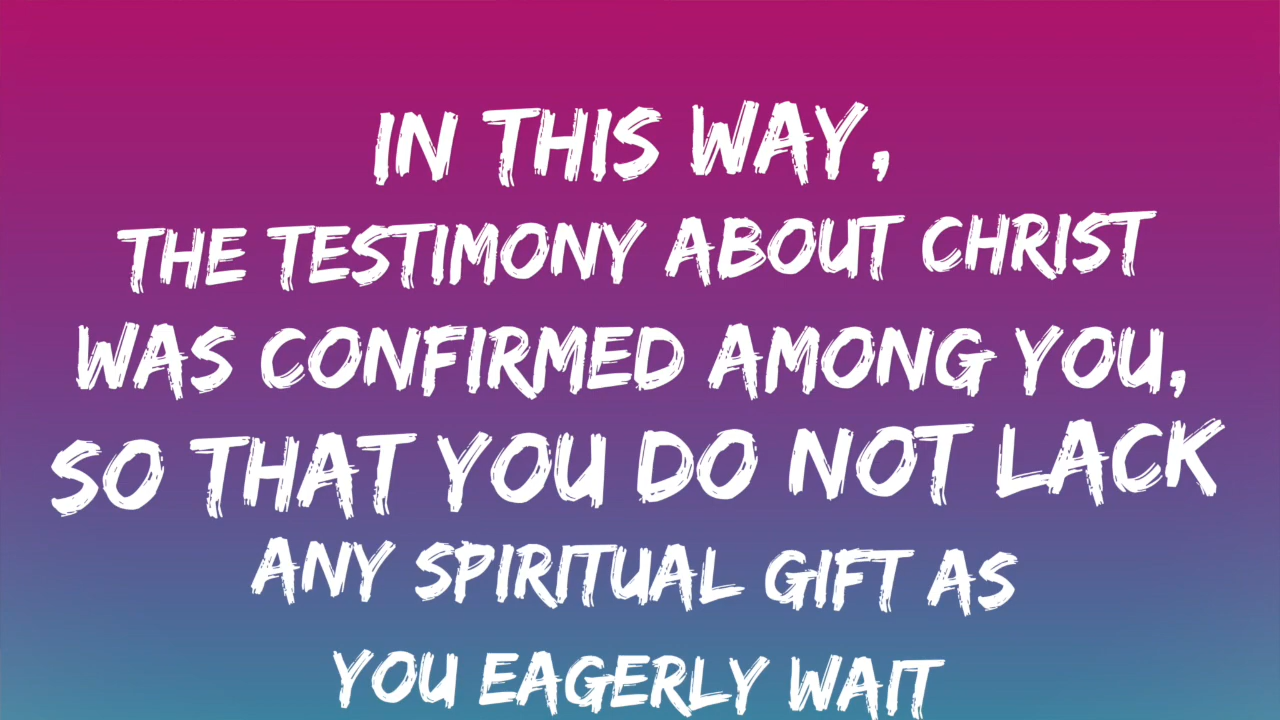 IN THIS WAY,
THE TESTIMONY ABOUT CHRIST
WAS CONFIRMED AMONG YOU,
SO THAT YOU DO NOT LACK
ANY SPIRITUAL GIFT AS
YOU EAGERLY WAIT